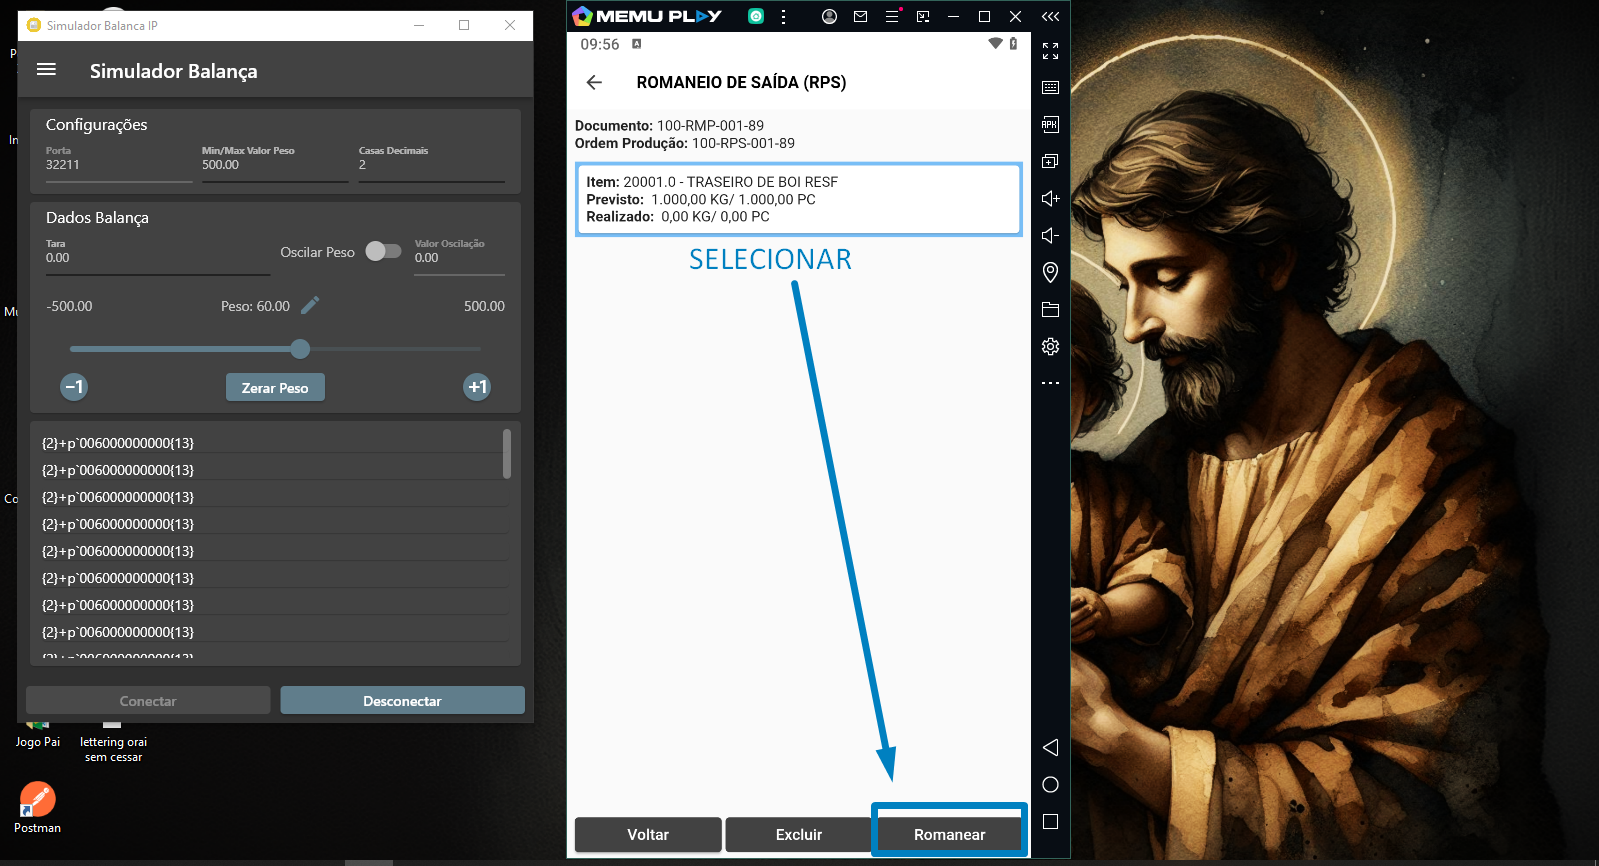 Simulador Balanca IP
Simulador Balança
Configurações
Porta
32211
Min/Max Valor Peso
500.00
Casas Decimais
2
Dados Balança
Tara
0.00
Oscilar Peso
Valor Oscilação
0.00
-500.00
Peso: 60.00
500.00
−1
Zerar Peso
+1
{2}+p`006000000000{13}
{2}+p`006000000000{13}
{2}+p`006000000000{13}
{2}+p`006000000000{13}
{2}+p`006000000000{13}
{2}+p`006000000000{13}
{2}+p`006000000000{13}
{2}+p`006000000000{13}
{2}+p`006000000000{13}
Conectar
Desconectar
Jogo Pai
lettering orai
sem cessar
Postman
MEMU PLAY
09:56
A
ROMANEIO DE SAÍDA (RPS)
Documento: 100-RMP-001-89
Ordem Produção: 100-RPS-001-89
Item: 20001.0 - TRASEIRO DE BOI RESF
Previsto: 1.000,00 KG/ 1.000,00 PC
Realizado: 0,00 KG/ 0,00 PC
SELECIONAR
Voltar
Excluir
Romanear
APK